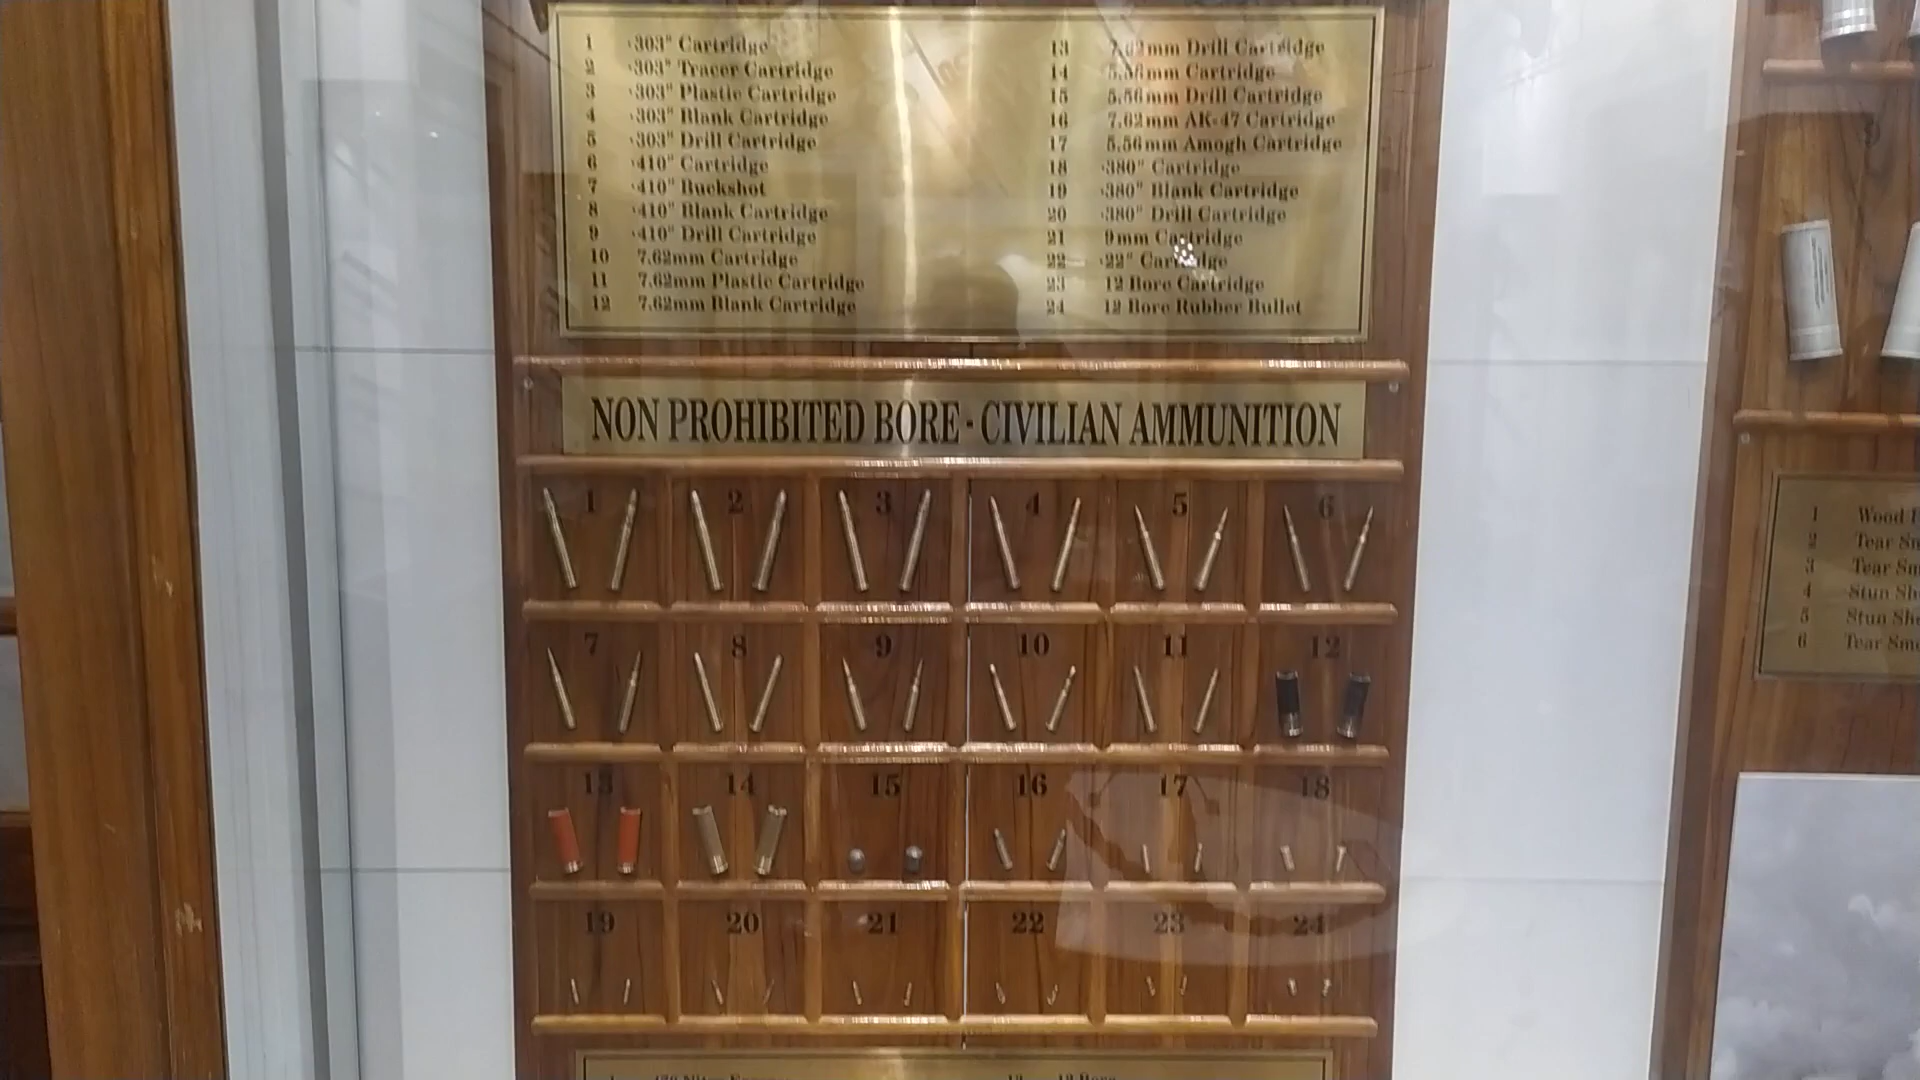 1 ·303" Cartridge
2 ·303" Tracer Cartridge
3 ·303" Plastic Cartridge
4 ·303" Blank Cartridge
5 ·303" Drill Cartridge
6 ·410" Cartridge
7 ·410" Buckshot
8 ·410" Blank Cartridge
9 ·410" Drill Cartridge
10 7.62mm Cartridge
11 7.62mm Plastic Cartridge
12 7.62mm Blank Cartridge
13 7.62mm Drill Cartridge
14 5.56mm Cartridge
15 5.56mm Drill Cartridge
16 7.62mm AK-47 Cartridge
17 5.56mm Amogh Cartridge
18 ·380" Cartridge
19 ·380" Blank Cartridge
20 ·380" Drill Cartridge
21 9mm Cartridge
22 ·22" Cartridge
23 12 Bore Cartridge
24 12 Bore Rubber Bullet
NON PROHIBITED BORE - CIVILIAN AMMUNITION
1 2 3 4 5 6
7 8 9 10 11 12
13 14 15 16 17 18
19 20 21 22 23 24
1 Wood
2 Tear
3 Tear
4 Stun
5 Stun
6 Tear